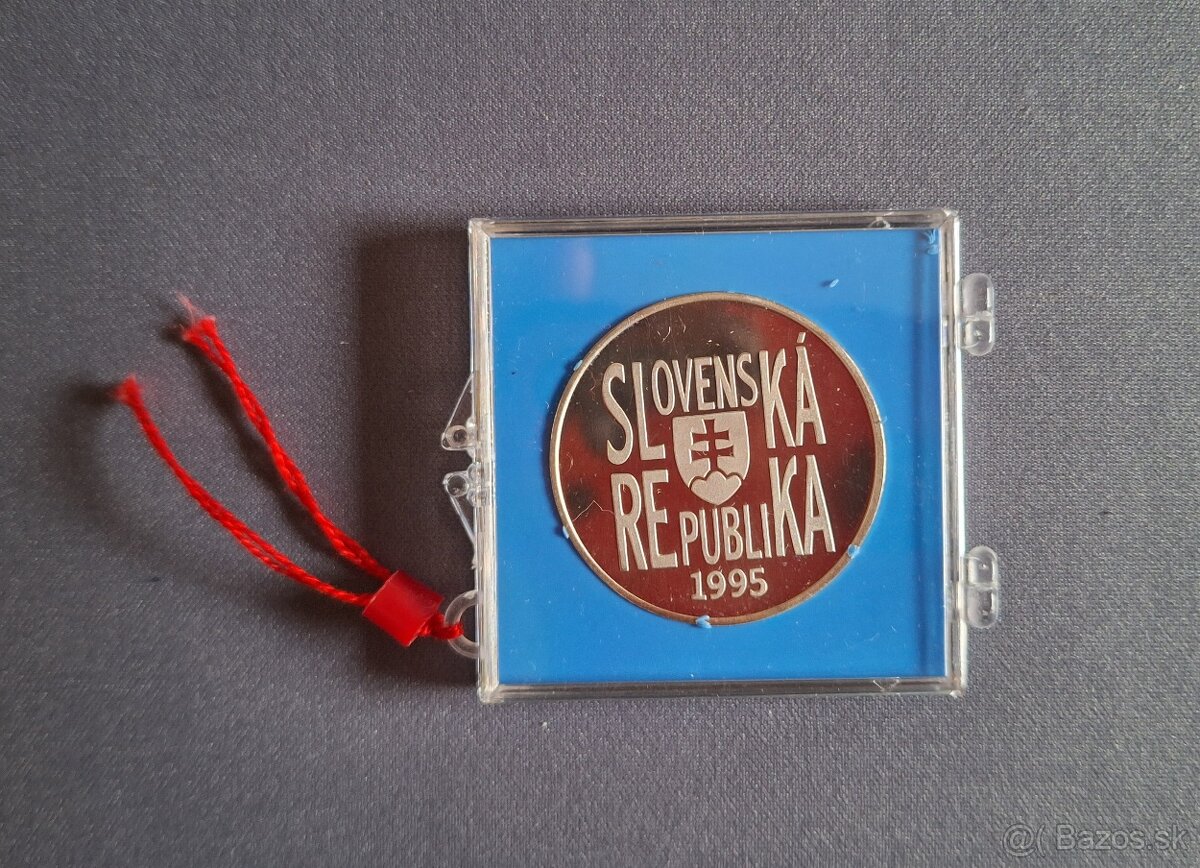 SLOVENSKÁ
REPUBLIKA
1995
@( Bazos.sk